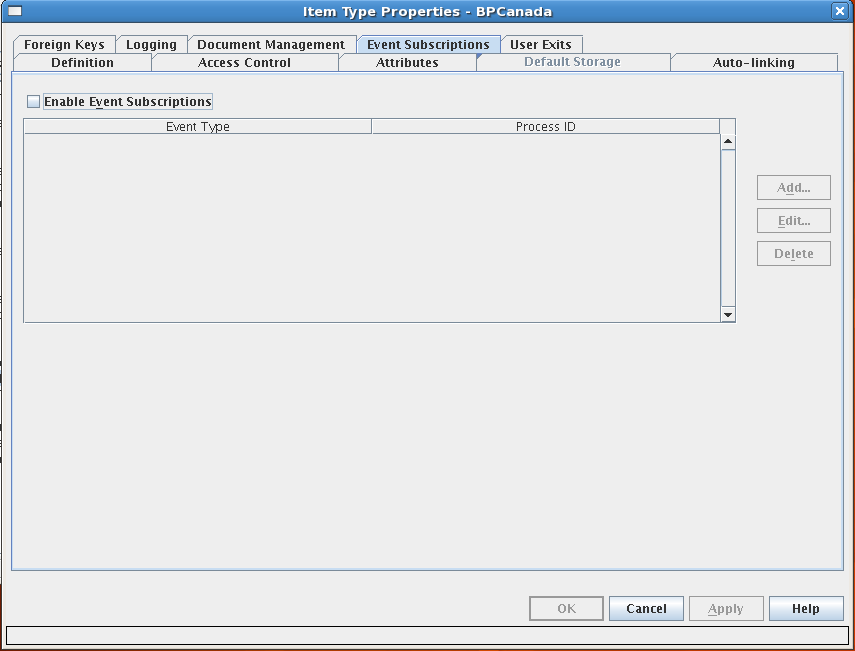 Item Type Properties - BPCanada
Foreign Keys Logging Document Management Event Subscriptions User Exits
Definition Access Control Attributes Default Storage Auto-linking
Enable Event Subscriptions
Event Type Process ID
Add...
Edit...
Delete
OK Cancel Apply Help